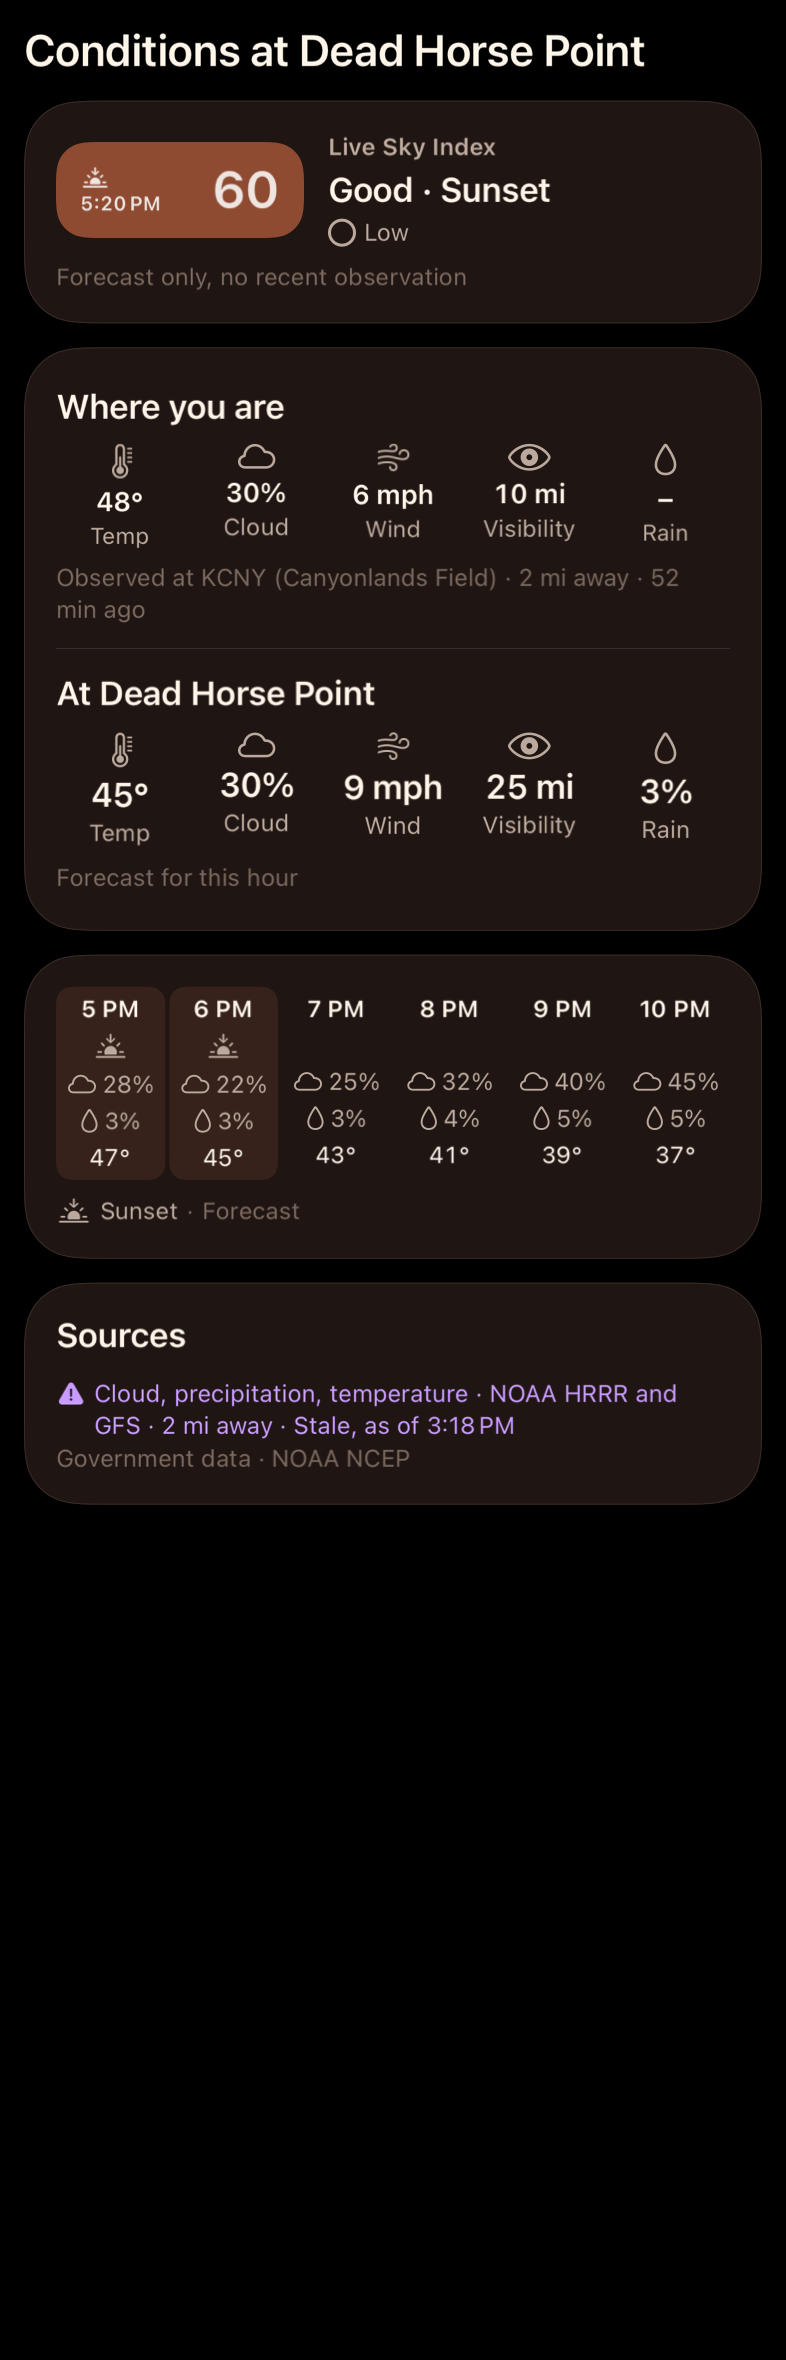 Conditions at Dead Horse Point
5:20 PM
60
Live Sky Index
Good · Sunset
Low
Forecast only, no recent observation
Where you are
48° 30% 6 mph 10 mi –
Temp Cloud Wind Visibility Rain
Observed at KCNY (Canyonlands Field) · 2 mi away · 52
min ago
At Dead Horse Point
45° 30% 9 mph 25 mi 3%
Temp Cloud Wind Visibility Rain
Forecast for this hour
5 PM 6 PM 7 PM 8 PM 9 PM 10 PM
28% 22% 25% 32% 40% 45%
3% 3% 3% 4% 5% 5%
47° 45° 43° 41° 39° 37°
Sunset · Forecast
Sources
Cloud, precipitation, temperature · NOAA HRRR and
GFS · 2 mi away · Stale, as of 3:18 PM
Government data · NOAA NCEP